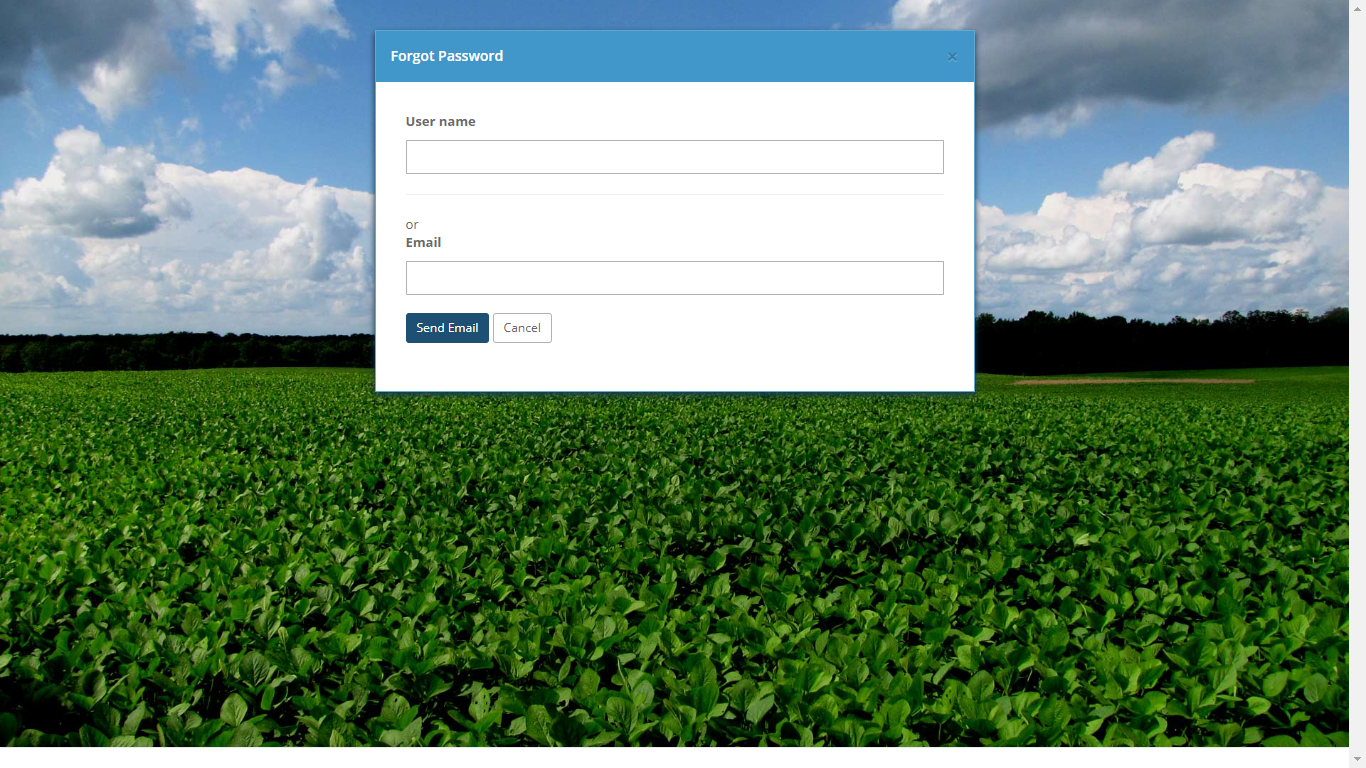 Forgot Password ×
User name
or
Email
Send Email Cancel